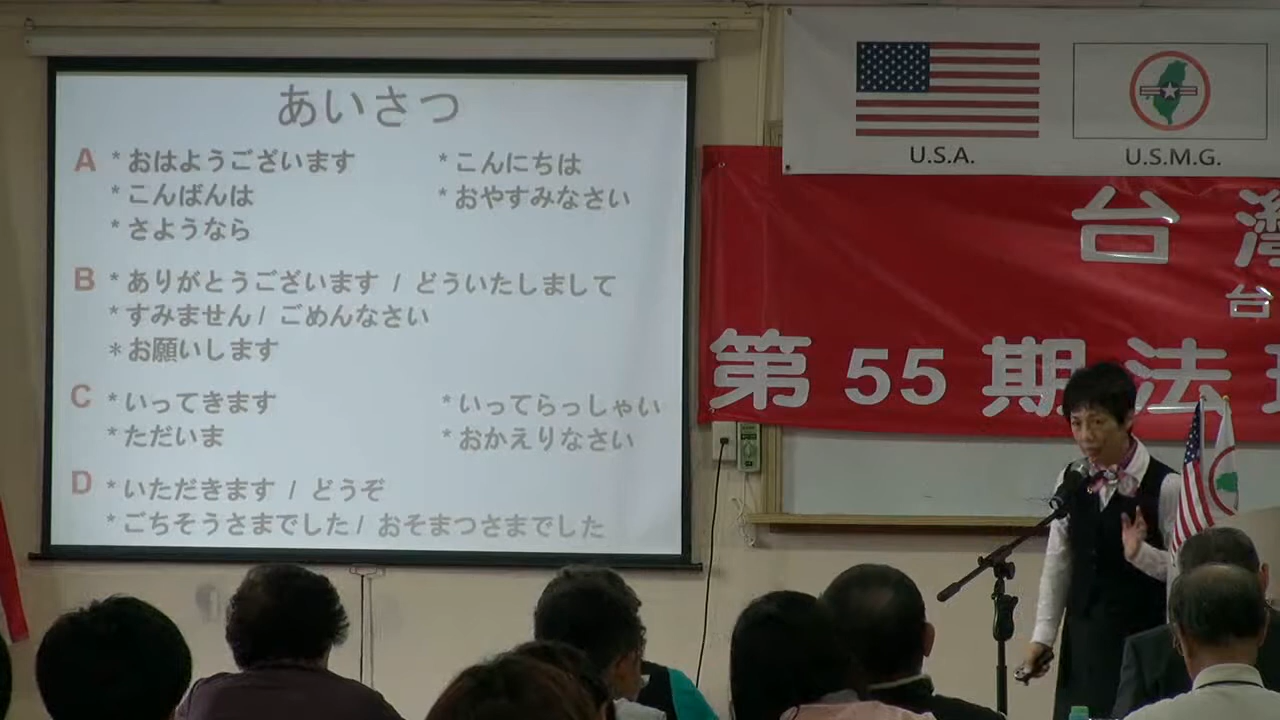 あいさつ
A *おはようございます *こんにちは
*こんばんは *おやすみなさい
*さようなら
B *ありがとうございます / どういたしまして
*すみません / ごめんなさい
*お願いします
C *いってきます *いってらっしゃい
*ただいま *おかえりなさい
D *いただきます / どうぞ
*ごちそうさまでした / おそまつさまでした
U.S.A. U.S.M.G.
台灣
台
第55期法